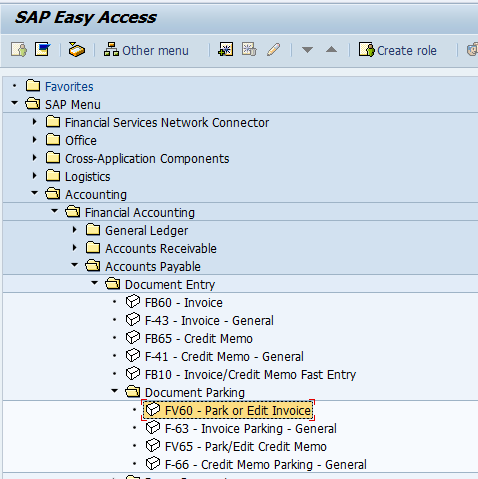 SAP Easy Access
Other menu Create role
Favorites
SAP Menu
Financial Services Network Connector
Office
Cross-Application Components
Logistics
Accounting
Financial Accounting
General Ledger
Accounts Receivable
Accounts Payable
Document Entry
FB60 - Invoice
F-43 - Invoice - General
FB65 - Credit Memo
F-41 - Credit Memo - General
FB10 - Invoice/Credit Memo Fast Entry
Document Parking
FV60 - Park or Edit Invoice
F-63 - Invoice Parking - General
FV65 - Park/Edit Credit Memo
F-66 - Credit Memo Parking - General